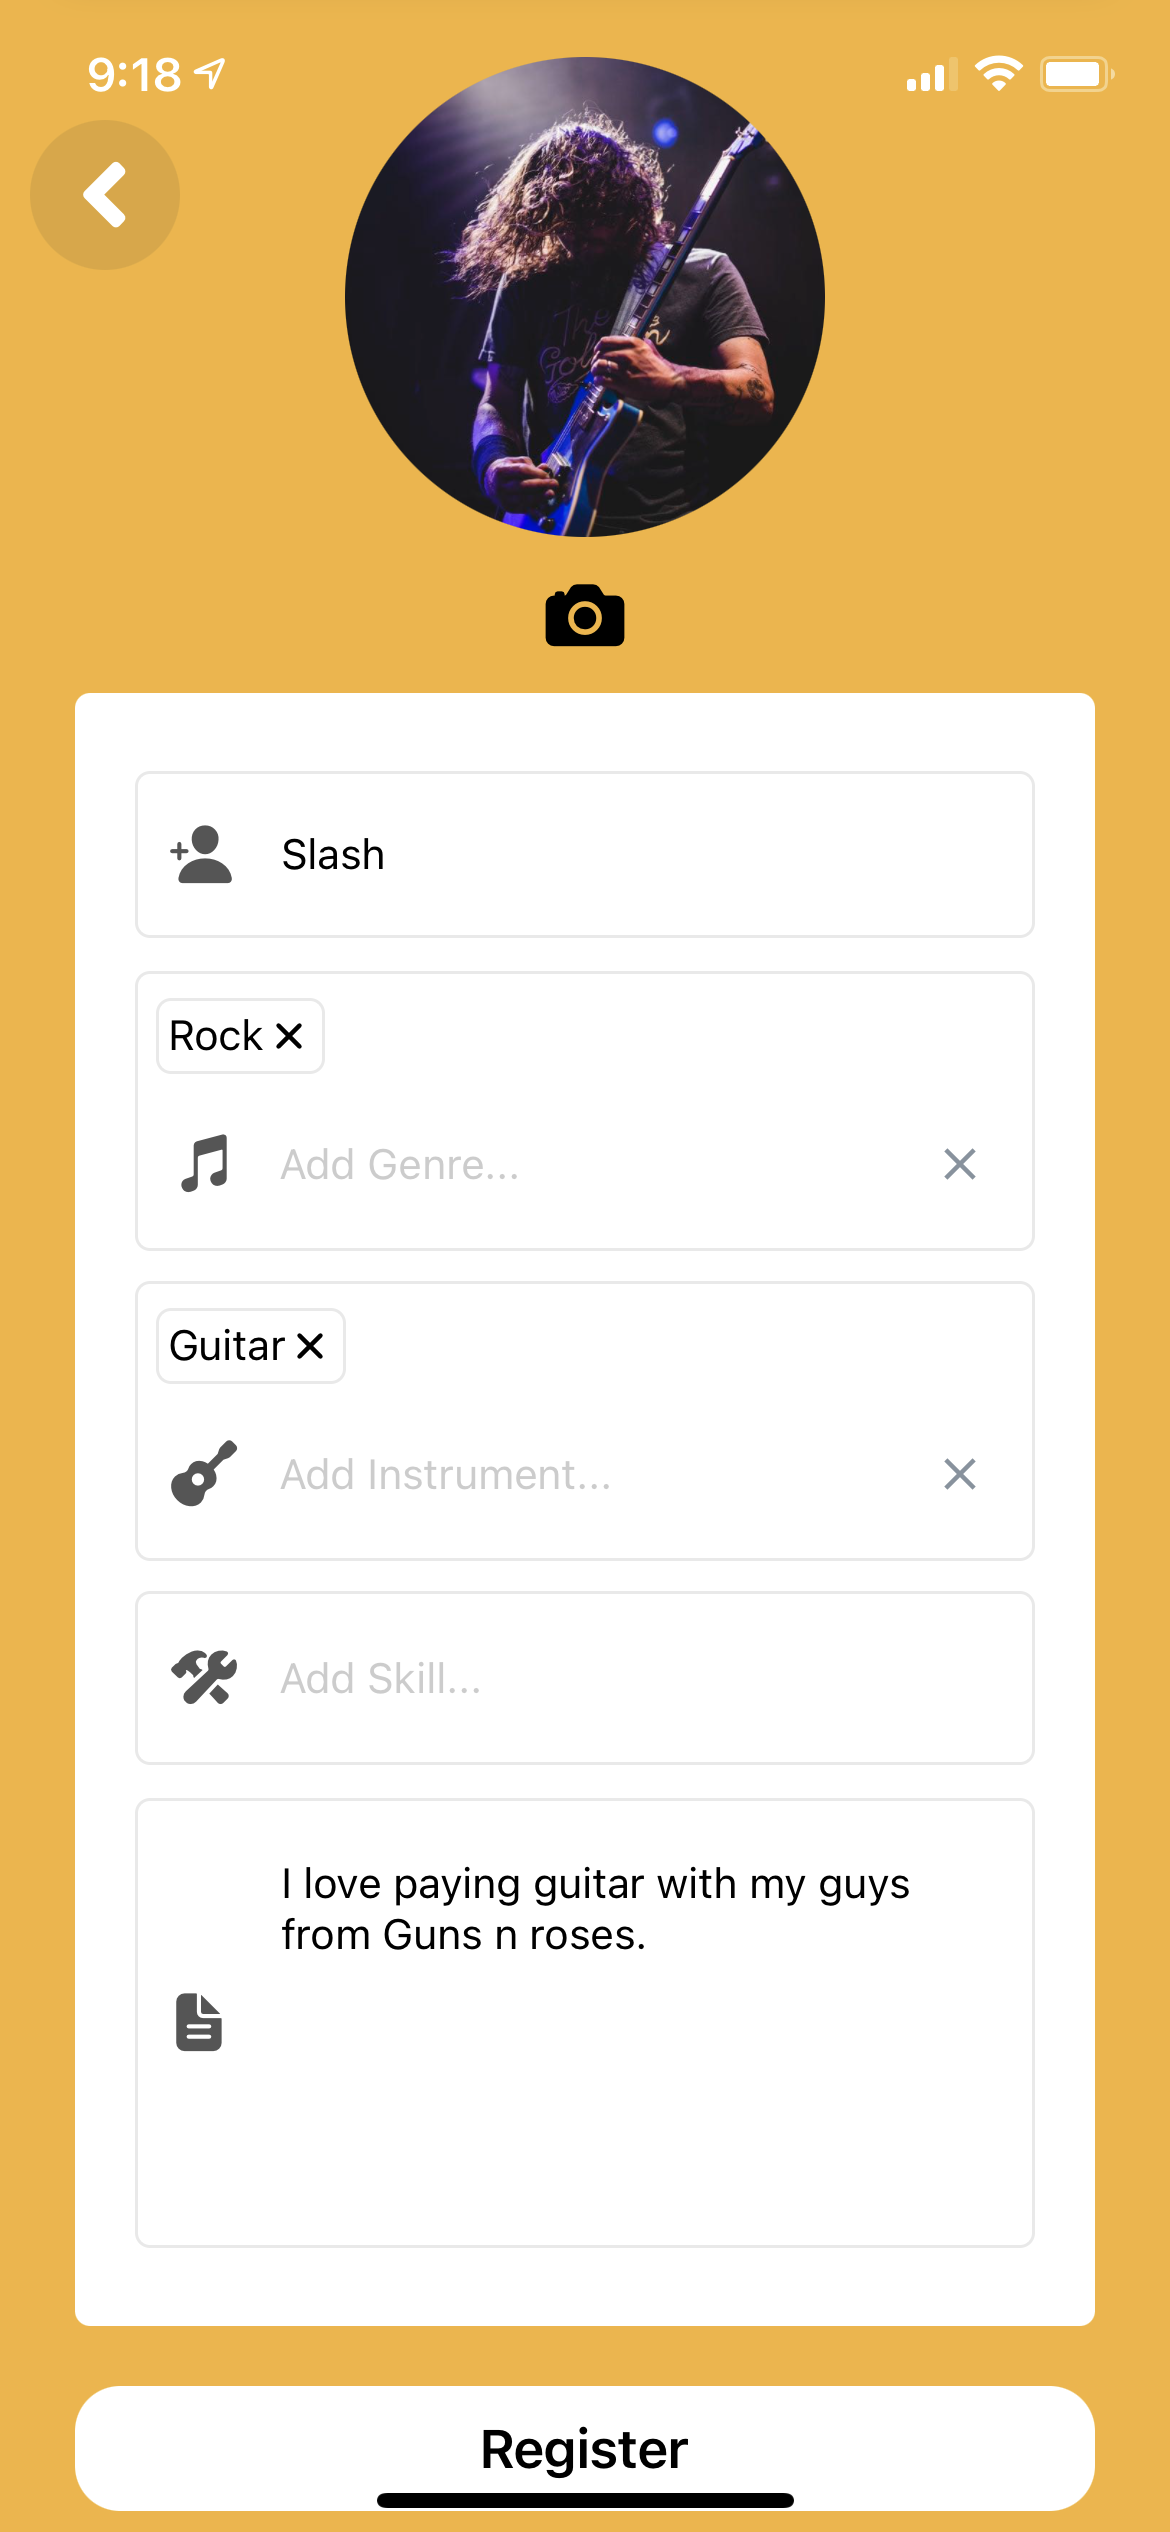 9:18
The
Slash
Rock
Add Genre...
Guitar
Add Instrument...
Add Skill...
I love paying guitar with my guys
from Guns n roses.
Register